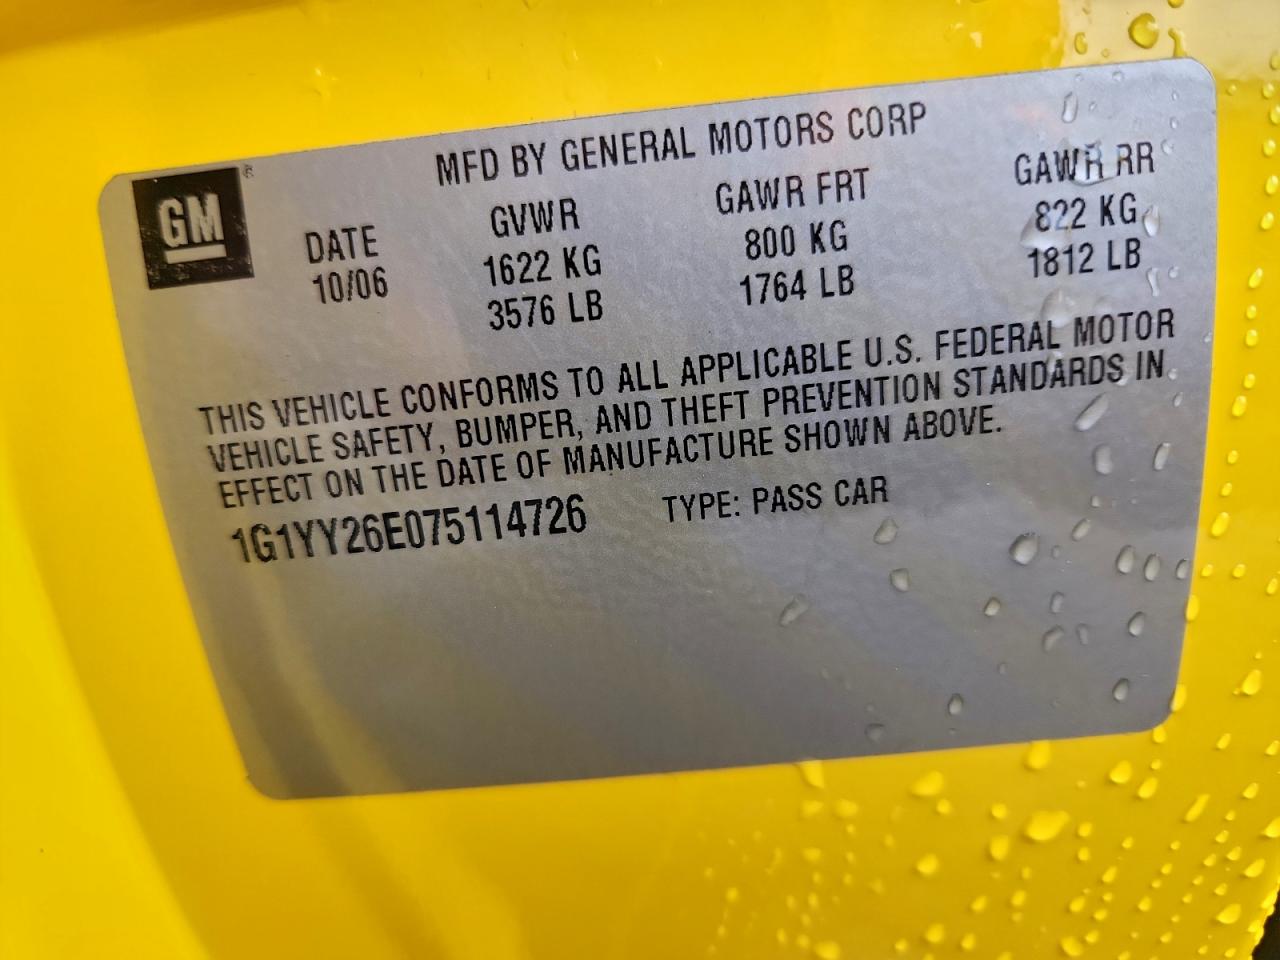 MFD BY GENERAL MOTORS CORP
GM ®
DATE GVWR GAWR FRT GAWR RR
10/06 1622 KG 800 KG 822 KG
3576 LB 1764 LB 1812 LB
THIS VEHICLE CONFORMS TO ALL APPLICABLE U.S. FEDERAL MOTOR
VEHICLE SAFETY, BUMPER, AND THEFT PREVENTION STANDARDS IN
EFFECT ON THE DATE OF MANUFACTURE SHOWN ABOVE.
1G1YY26E075114726 TYPE: PASS CAR